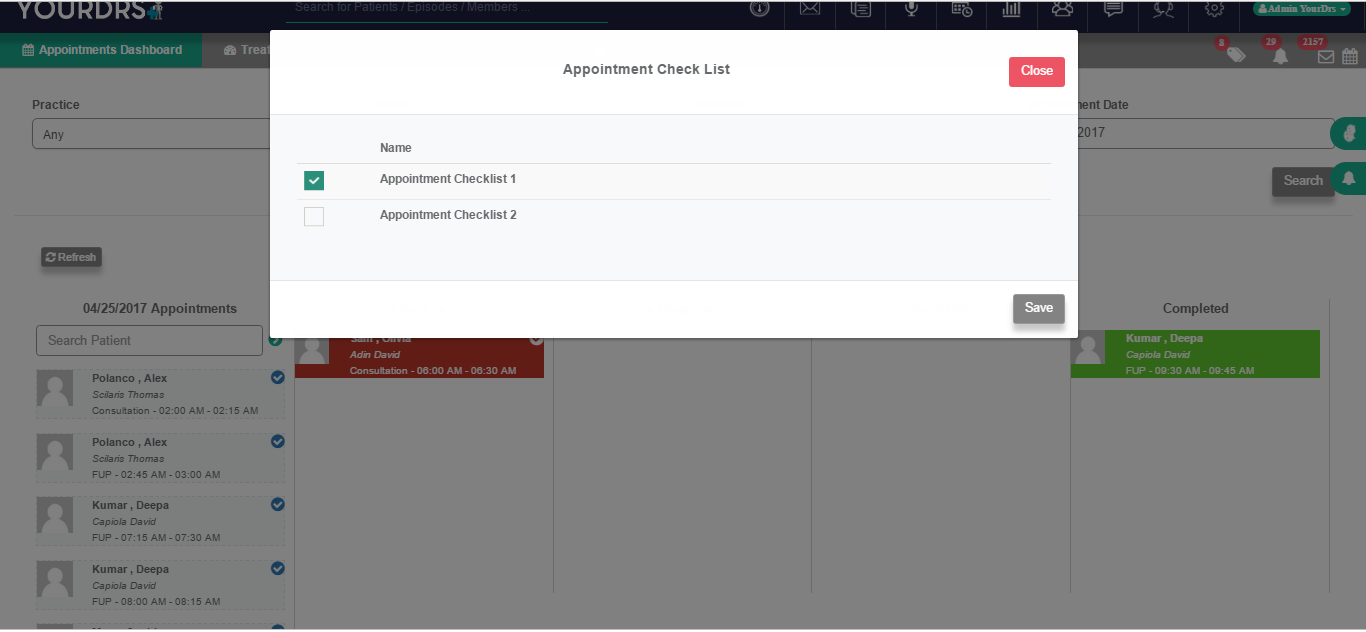 YOURDRS
Search for Patients / Episodes / Members ...
Admin YourDrs
Appointments Dashboard
8
29
2157
Appointment Check List
Close
Practice
ment Date
Any
2017
Name
Appointment Checklist 1
Appointment Checklist 2
Search
Refresh
Save
04/25/2017 Appointments
Completed
Search Patient
Adin David
Consultation - 06:00 AM - 06:30 AM
Kumar , Deepa
Capiola David
FUP - 09:30 AM - 09:45 AM
Polanco , Alex
Scilaris Thomas
Consultation - 02:00 AM - 02:15 AM
Polanco , Alex
Scilaris Thomas
FUP - 02:45 AM - 03:00 AM
Kumar , Deepa
Capiola David
FUP - 07:15 AM - 07:30 AM
Kumar , Deepa
Capiola David
FUP - 08:00 AM - 08:15 AM